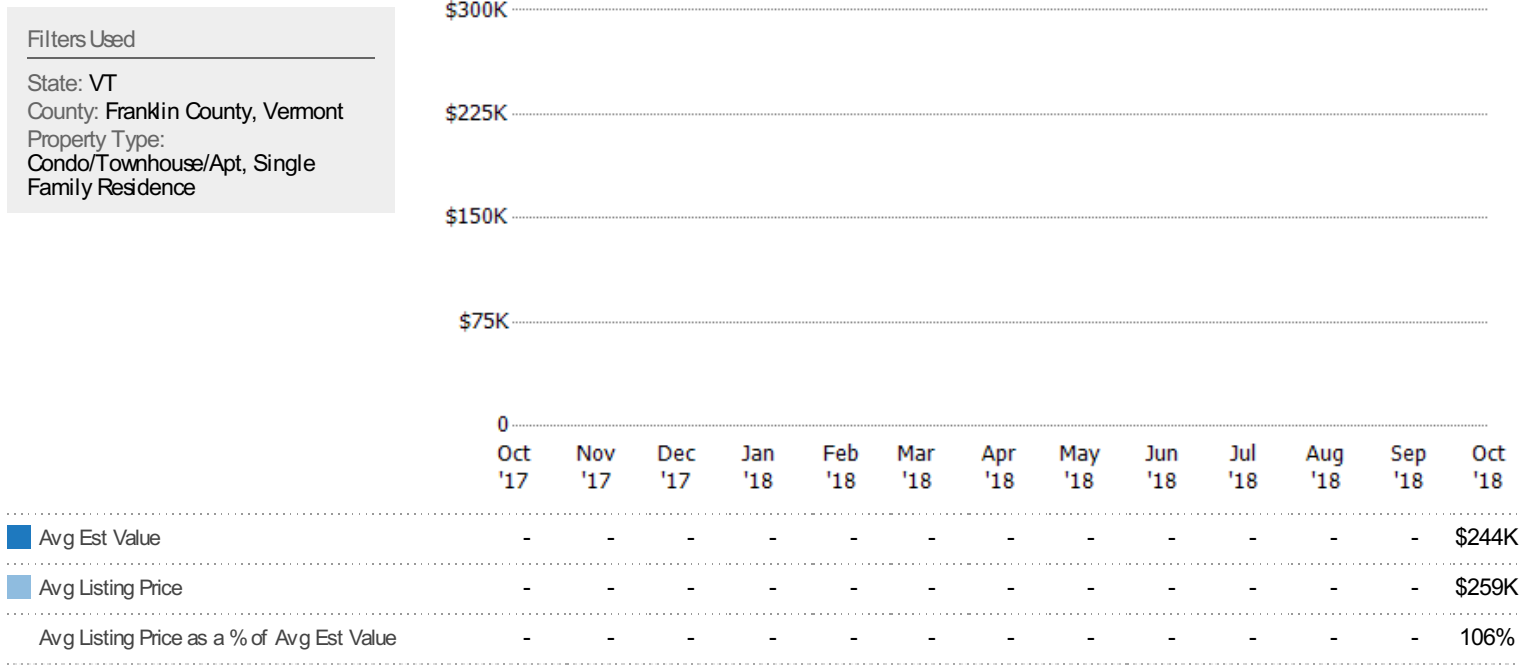 Filters Used
State: VT
County: Franklin County, Vermont
Property Type:
Condo/Townhouse/Apt, Single
Family Residence
$300K
$225K
$150K
$75K
0
Oct Nov Dec Jan Feb Mar Apr May Jun Jul Aug Sep Oct
'17 '17 '17 '18 '18 '18 '18 '18 '18 '18 '18 '18 '18
Avg Est Value - - - - - - - - - - - - $244K
Avg Listing Price - - - - - - - - - - - - $259K
Avg Listing Price as a % of Avg Est Value - - - - - - - - - - - - 106%